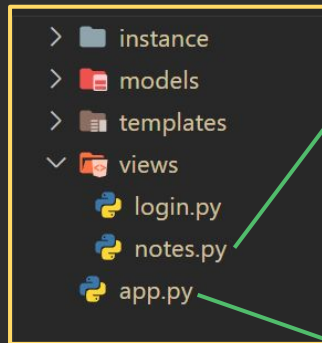 instance
models
templates
views
login.py
notes.py
app.py